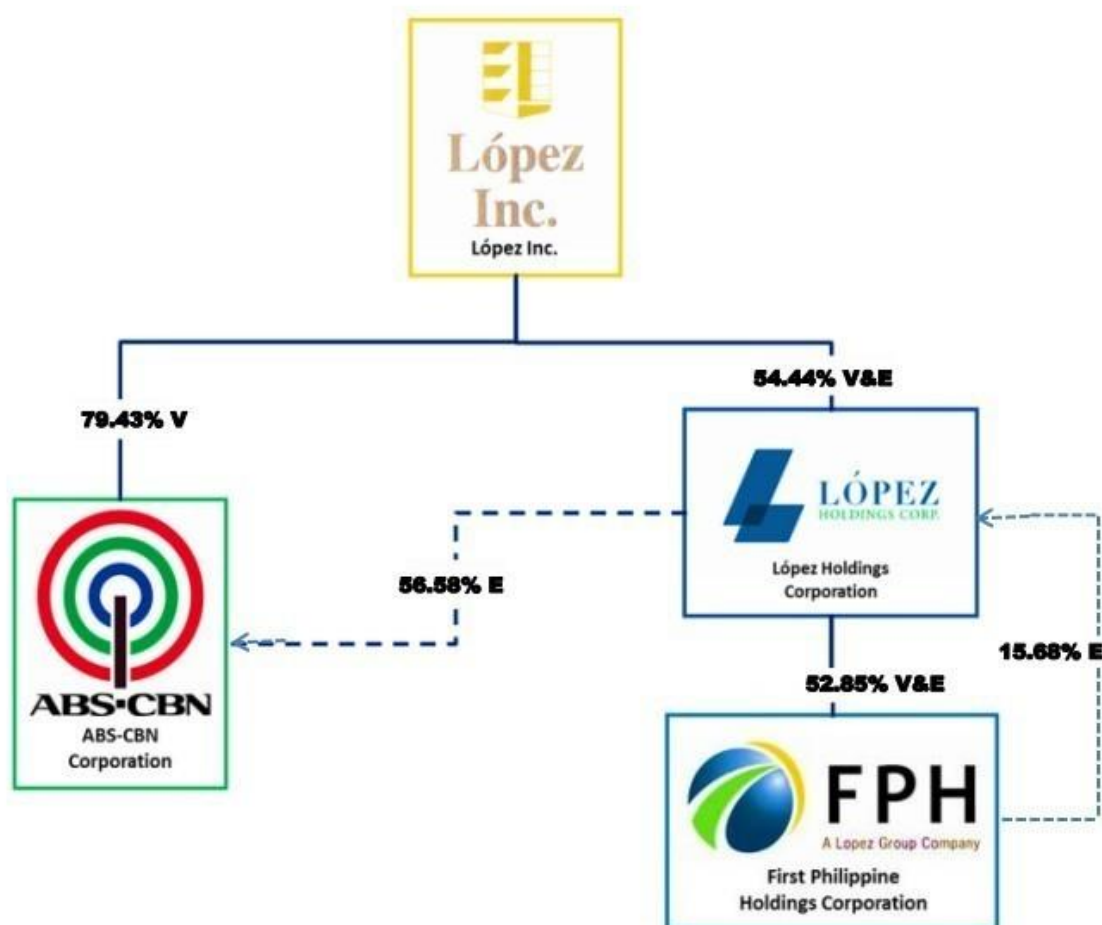 López
Inc.
López Inc.
54.44% V&E
79.43% V
LÓPEZ
HOLDINGS CORP.
López Holdings
Corporation
56.58% E
15.68% E
52.85% V&E
ABS-CBN
ABS-CBN
Corporation
FPH
A Lopez Group Company
First Philippine
Holdings Corporation